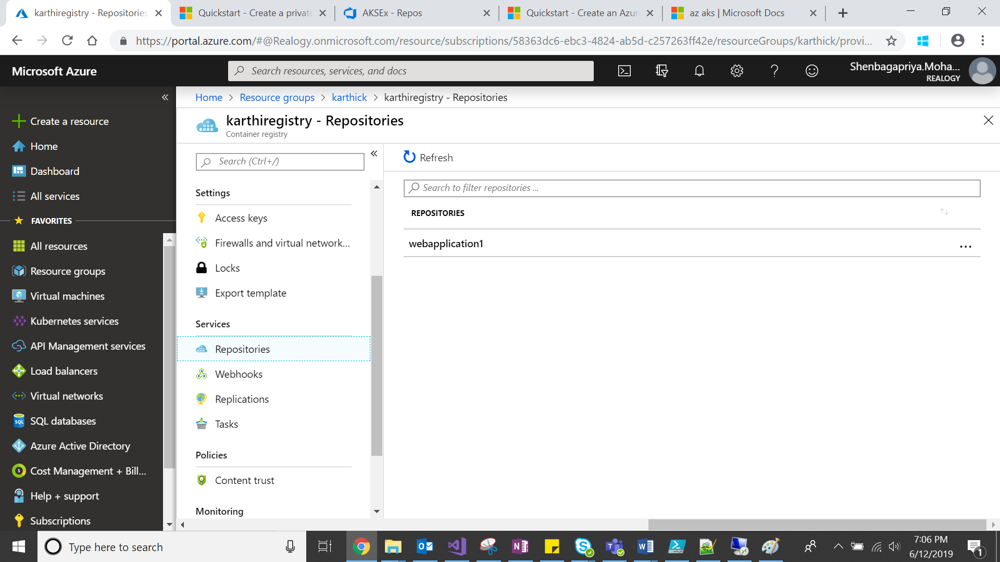 karthiregistry - Repositories
Quickstart - Create a private
AKSEx - Repos
Quickstart - Create an Azur
az aks | Microsoft Docs
https://portal.azure.com/#@Realogy.onmicrosoft.com/resource/subscriptions/58363dc6-ebc3-4824-ab5d-c257263ff42e/resourceGroups/karthick/provi...
Microsoft Azure
Search resources, services, and docs
Shenbagapriya.Moha...
REALOGY
Home > Resource groups > karthick > karthiregistry - Repositories
karthiregistry - Repositories
Container registry
Create a resource
Home
Dashboard
All services
FAVORITES
All resources
Resource groups
Virtual machines
Kubernetes services
API Management services
Load balancers
Virtual networks
SQL databases
Azure Active Directory
Cost Management + Bill...
Help + support
Subscriptions
Search (Ctrl+/)
Settings
Access keys
Firewalls and virtual network...
Locks
Export template
Services
Repositories
Webhooks
Replications
Tasks
Policies
Content trust
Monitoring
Refresh
Search to filter repositories ...
REPOSITORIES
webapplication1
Type here to search
7:06 PM
6/12/2019
1